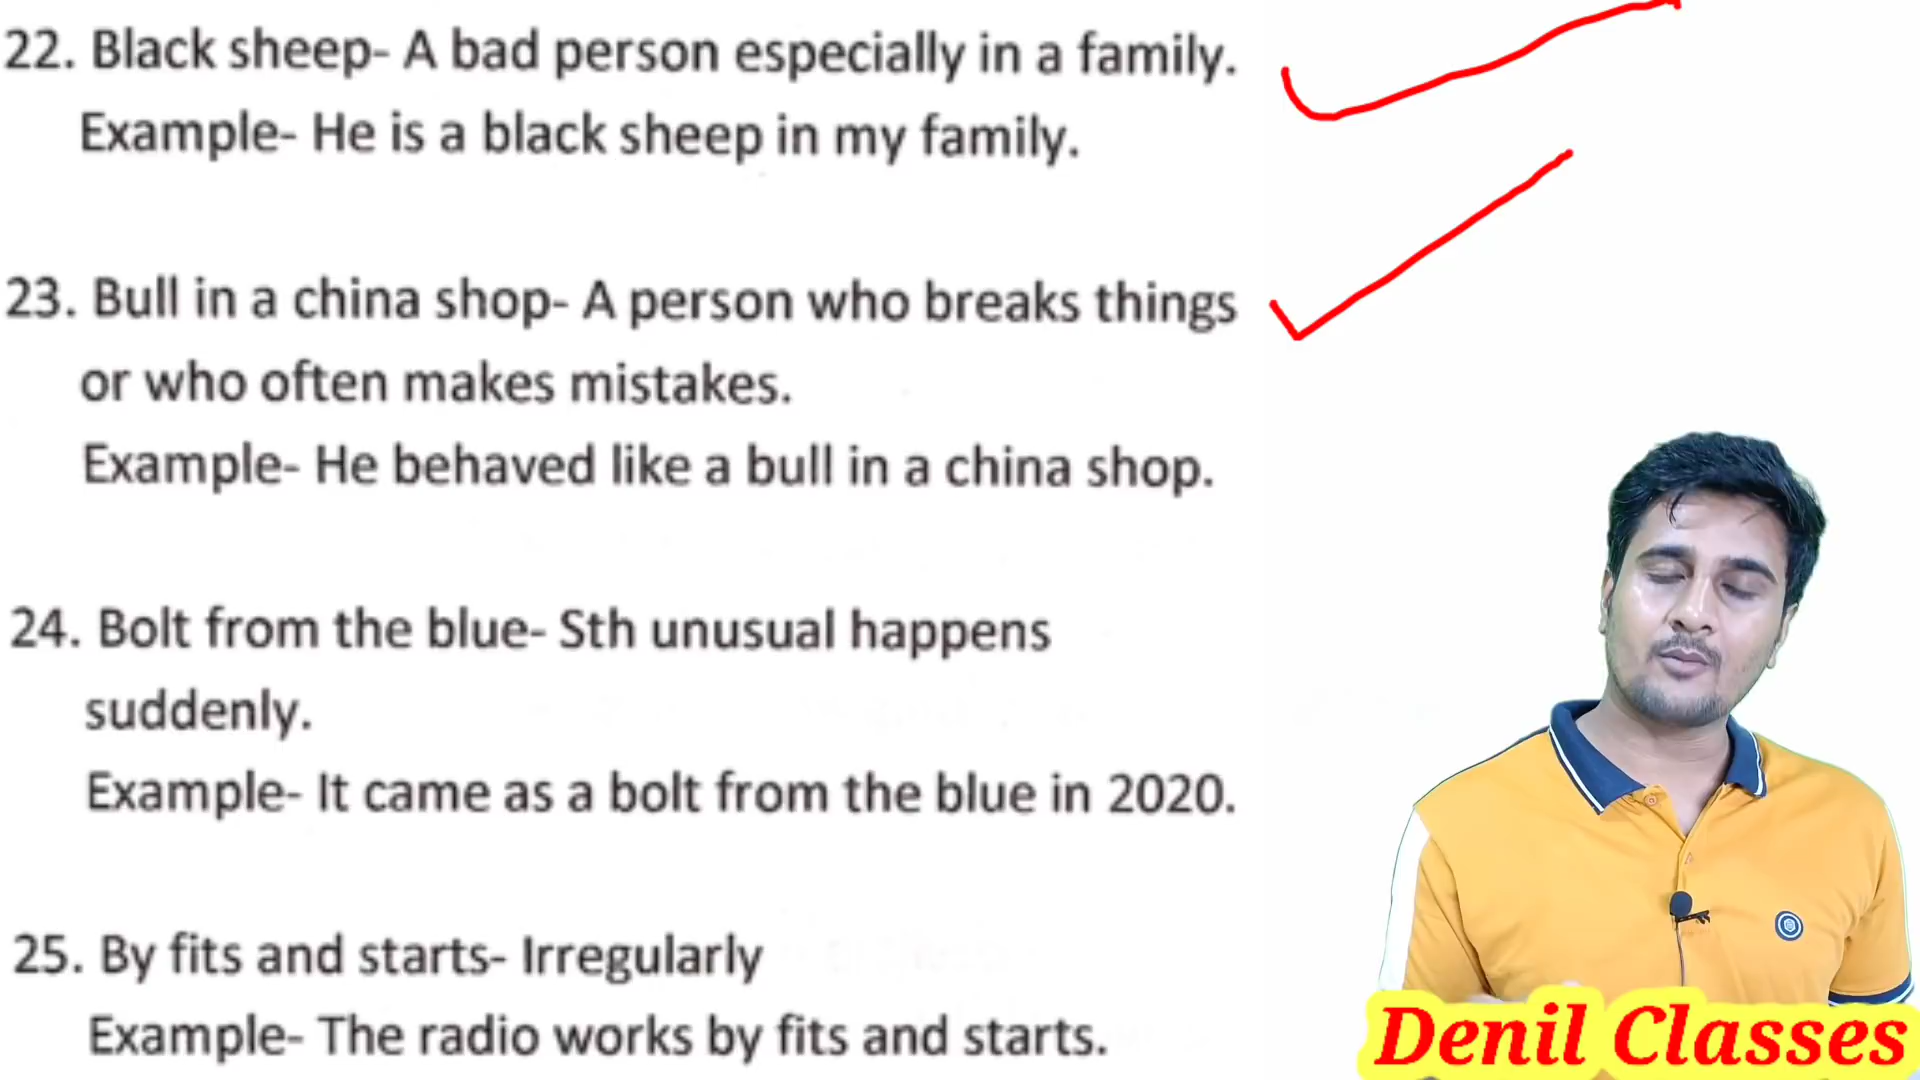 22. Black sheep- A bad person especially in a family.
Example- He is a black sheep in my family.
23. Bull in a china shop- A person who breaks things
or who often makes mistakes.
Example- He behaved like a bull in a china shop.
24. Bolt from the blue- Sth unusual happens
suddenly.
Example- It came as a bolt from the blue in 2020.
25. By fits and starts- Irregularly
Example- The radio works by fits and starts.
Denil Classes